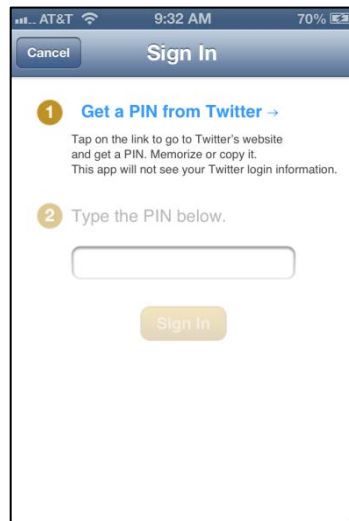 AT&T 9:32 AM 70%
Cancel Sign In
1 Get a PIN from Twitter →
Tap on the link to go to Twitter's website
and get a PIN. Memorize or copy it.
This app will not see your Twitter login information.
2 Type the PIN below.
Sign In